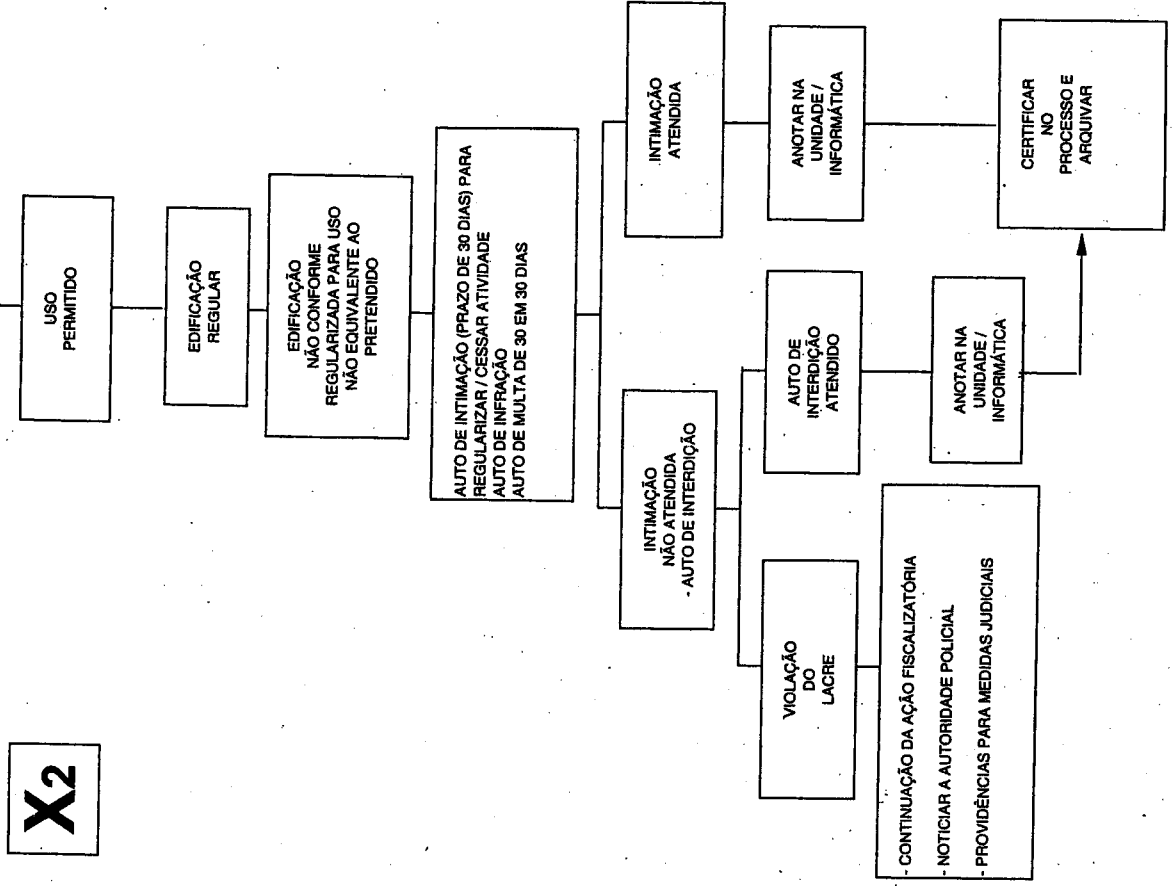 X2
USO
PERMITIDO
EDIFICAÇÃO
REGULAR
EDIFICAÇÃO
NÃO CONFORME
REGULARIZADA PARA USO
NÃO EQUIVALENTE AO
PRETENDIDO
AUTO DE INTIMAÇÃO (PRAZO DE 30 DIAS) PARA
REGULARIZAR / CESSAR ATIVIDADE
AUTO DE INFRAÇÃO
AUTO DE MULTA DE 30 EM 30 DIAS
INTIMAÇÃO
NÃO ATENDIDA
- AUTO DE INTERDIÇÃO
INTIMAÇÃO
ATENDIDA
VIOLAÇÃO
DO
LACRE
AUTO DE
INTERDIÇÃO
ATENDIDO
ANOTAR NA
UNIDADE /
INFORMÁTICA
- CONTINUAÇÃO DA AÇÃO FISCALIZATÓRIA
- NOTICIAR A AUTORIDADE POLICIAL
- PROVIDÊNCIAS PARA MEDIDAS JUDICIAIS
ANOTAR NA
UNIDADE /
INFORMÁTICA
CERTIFICAR
NO
PROCESSO E
ARQUIVAR